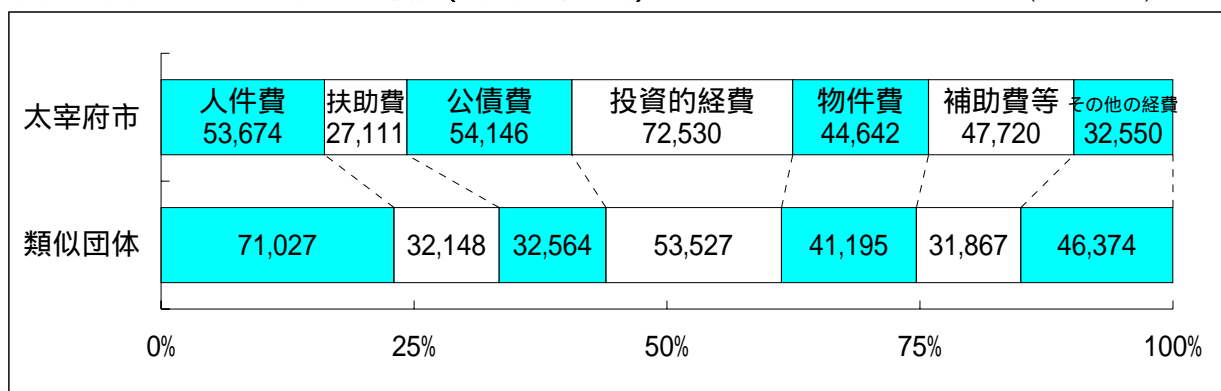 人件費 扶助費 公債費 投資的経費 物件費 補助費等 その他の経費
太宰府市
53,674 27,111 54,146 72,530 44,642 47,720 32,550
類似団体 71,027 32,148 32,564 53,527 41,195 31,867 46,374
0% 25% 50% 75% 100%